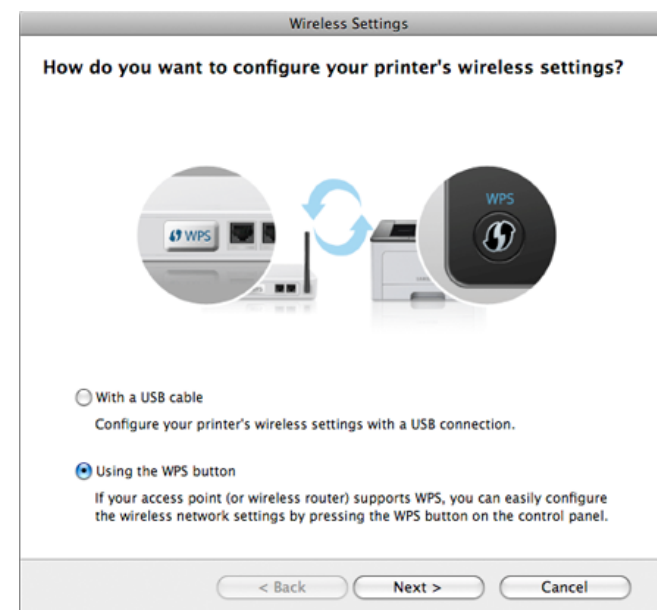 Wireless Settings
How do you want to configure your printer's wireless settings?
WPS
WPS
With a USB cable
Configure your printer's wireless settings with a USB connection.
Using the WPS button
If your access point (or wireless router) supports WPS, you can easily configure
the wireless network settings by pressing the WPS button on the control panel.
< Back
Next >
Cancel